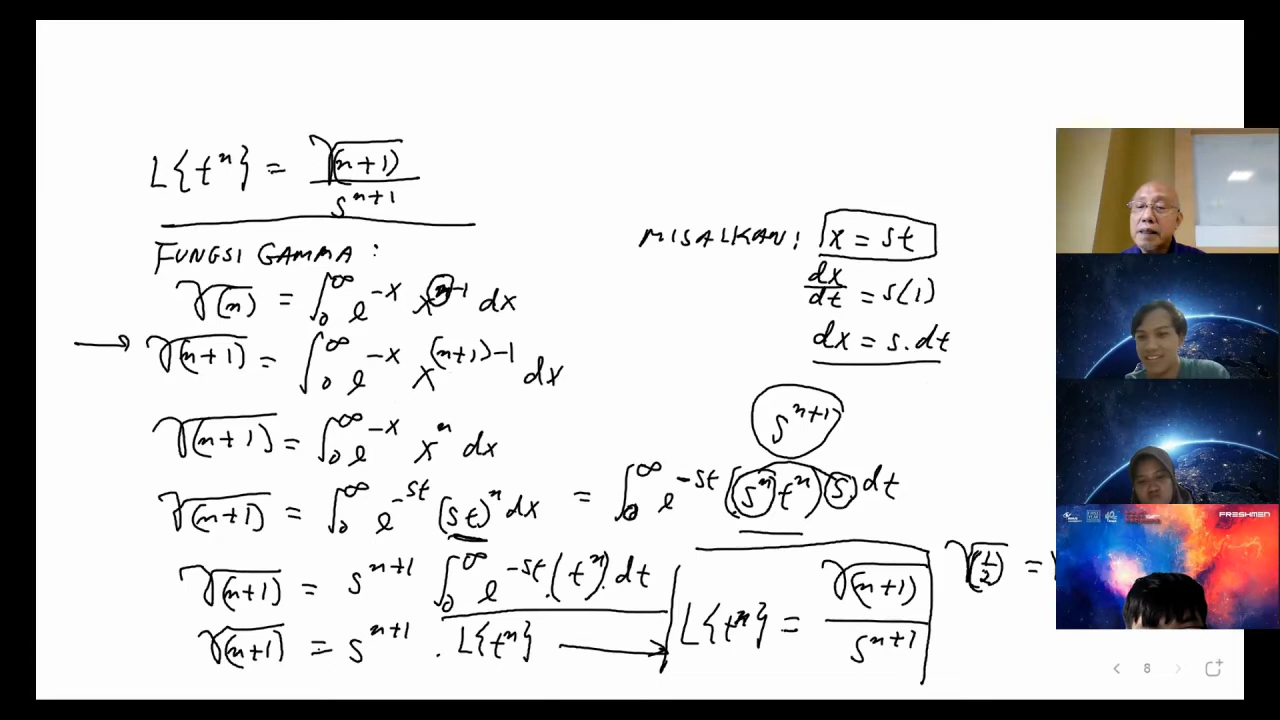 L{tⁿ} = Γ(n+1) / sⁿ⁺¹
FUNGSI GAMMA :
Γ(n) = ∫₀^∞ e^(-x) x^(n-1) dx
→ Γ(n+1) = ∫₀^∞ e^(-x) x^((n+1)-1) dx
Γ(n+1) = ∫₀^∞ e^(-x) xⁿ dx
Γ(n+1) = ∫₀^∞ e^(-st) (st)ⁿ dx = ∫₀^∞ e^(-st) (sⁿtⁿ) s dt
Γ(n+1) = sⁿ⁺¹ ∫₀^∞ e^(-st) . (tⁿ) . dt
Γ(n+1) = sⁿ⁺¹ . L{tⁿ} →
MISALKAN : x = st
dx/dt = s(1)
dx = s.dt
sⁿ⁺¹
L{tⁿ} = Γ(n+1) / sⁿ⁺¹
Γ(1/2) =
FRESHMEN
< 8 >